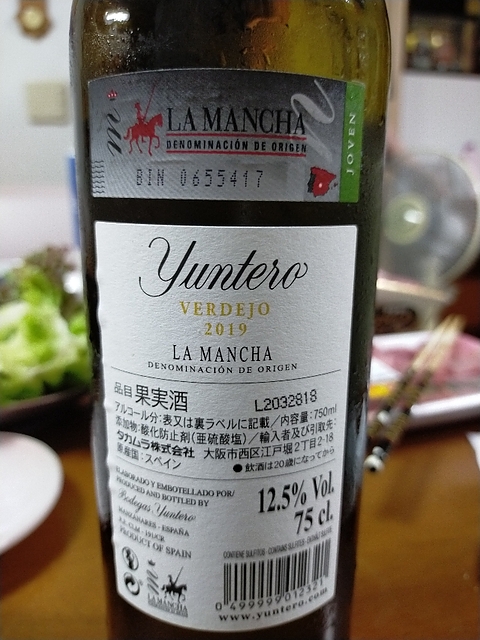 LA MANCHA
DENOMINACIÓN DE ORIGEN
JOVEN
BIN 0655417
Yuntero
VERDEJO
2019
LA MANCHA
DENOMINACIÓN DE ORIGEN
品目 果実酒 L2032818
アルコール分:表又は裏ラベルに記載/内容量:750ml
添加物:酸化防止剤(亜硫酸塩)/輸入者及び引取先:
タカムラ株式会社 大阪市西区江戸堀2丁目2-18
原産国:スペイン ●飲酒は20歳になってから
ELABORADO Y EMBOTELLADO POR/
PRODUCED AND BOTTLED BY
Bodegas Yuntero
MANZANARES - ESPAÑA
PRODUCT OF SPAIN
12.5% Vol.
75 cl.
LA MANCHA
www.yuntero.com